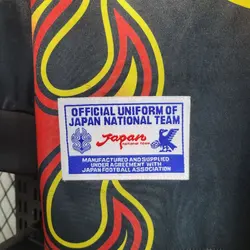 OFFICIAL UNIFORM OF
JAPAN NATIONAL TEAM
Japan
NATIONAL TEAM
MANUFACTURED AND SUPPLIED
UNDER AGREEMENT WITH
JAPAN FOOTBALL ASSOCIATION